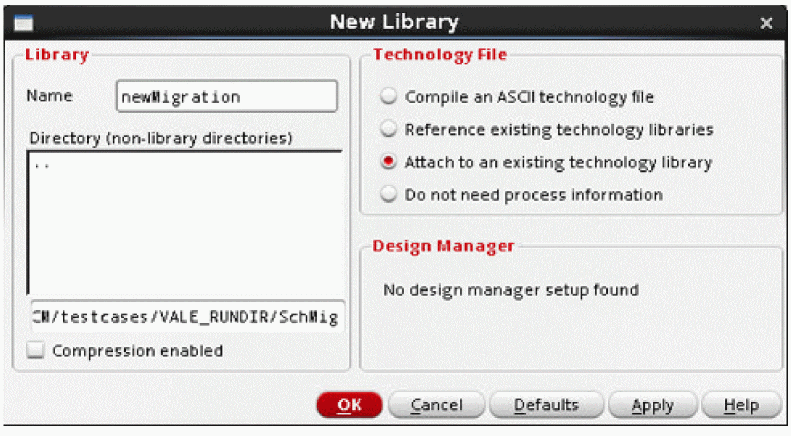 New Library
Library
Name newMigration
Directory (non-library directories)
..
CM/testcases/VALE_RUNDIR/SchMig
Compression enabled
Technology File
Compile an ASCII technology file
Reference existing technology libraries
Attach to an existing technology library
Do not need process information
Design Manager
No design manager setup found
OK Cancel Defaults Apply Help